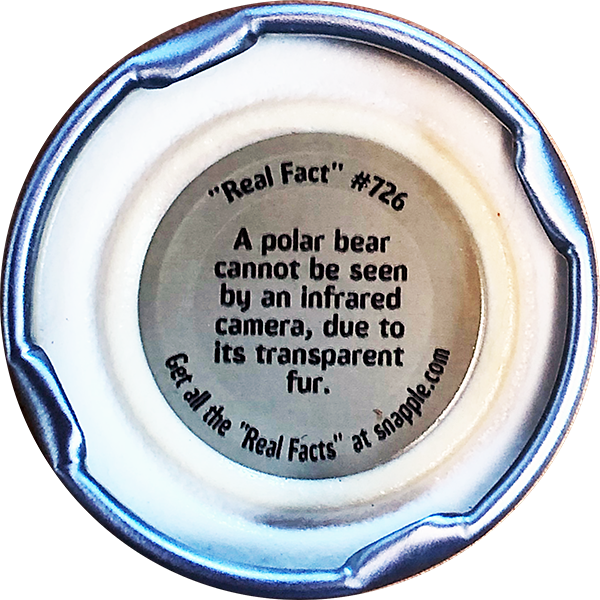 "Real Fact" #726
A polar bear
cannot be seen
by an infrared
camera, due to
its transparent
fur.
Get all the "Real Facts" at snapple.com